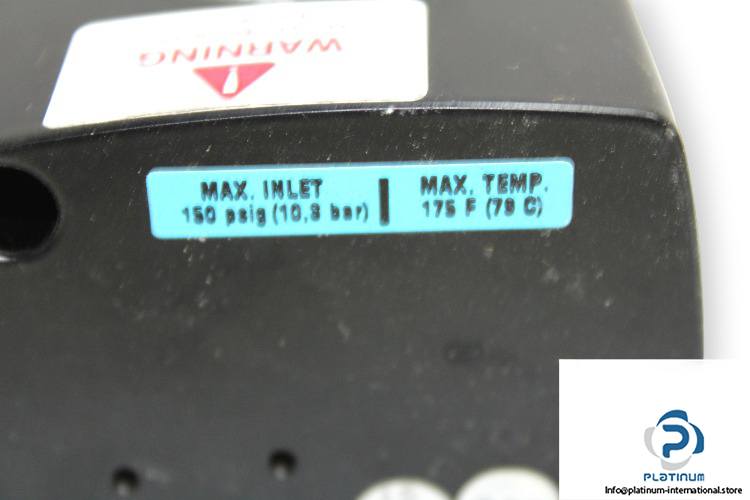 WARNING
MAX. INLET
150 psig (10,3 bar)
MAX. TEMP.
175 F (79 C)
PLATINUM
Info@platinum-international.store